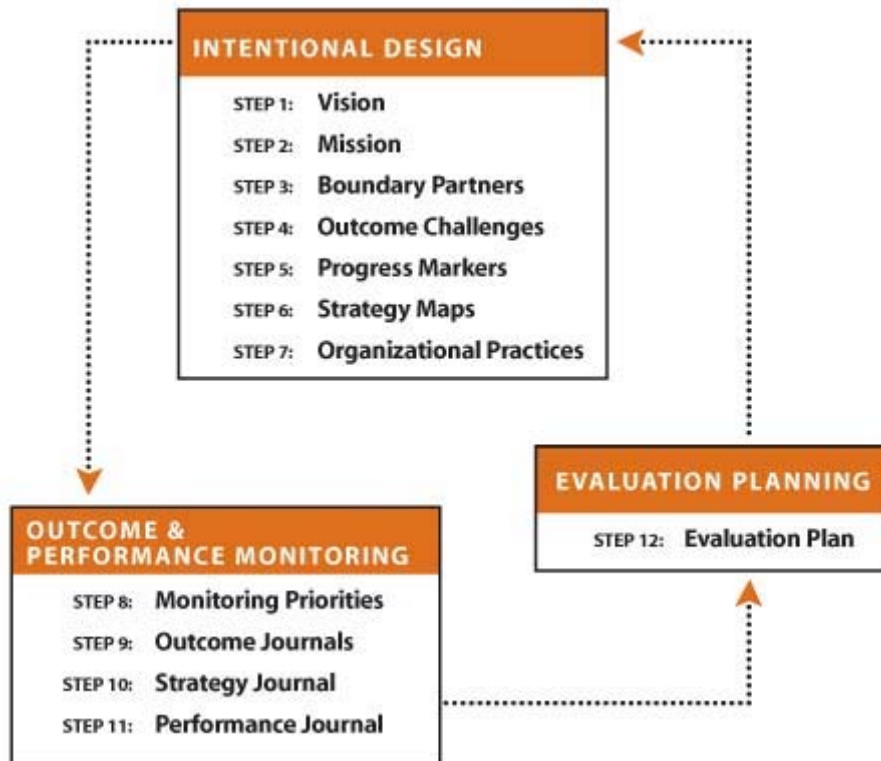 INTENTIONAL DESIGN
STEP 1: Vision
STEP 2: Mission
STEP 3: Boundary Partners
STEP 4: Outcome Challenges
STEP 5: Progress Markers
STEP 6: Strategy Maps
STEP 7: Organizational Practices
OUTCOME &
PERFORMANCE MONITORING
STEP 8: Monitoring Priorities
STEP 9: Outcome Journals
STEP 10: Strategy Journal
STEP 11: Performance Journal
EVALUATION PLANNING
STEP 12: Evaluation Plan